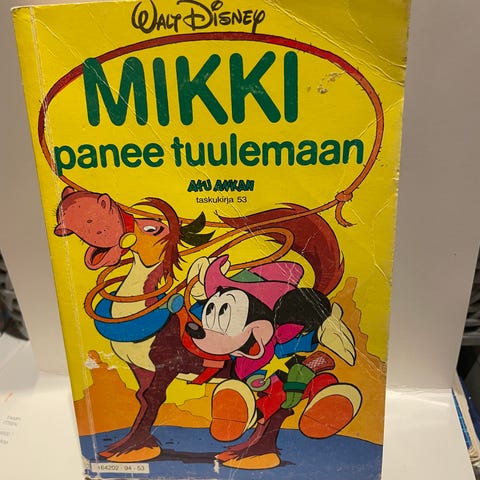 Walt Disney
MIKKI
panee tuulemaan
AKU ANKAN
taskukirja 53
164202-94-53